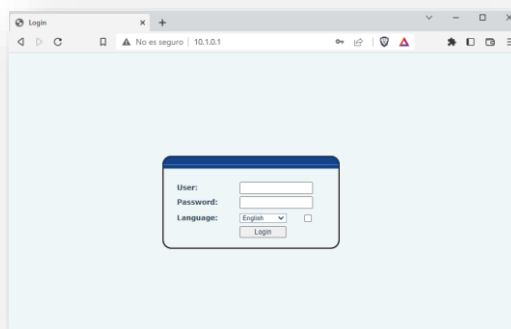 Login
No es seguro 10.1.0.1
User:
Password:
Language: English
Login